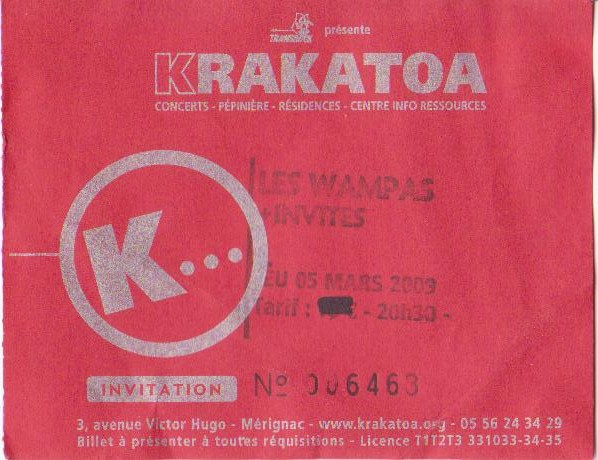 TRANSROCK présente
KRAKATOA
CONCERTS - PÉPINIÈRE - RÉSIDENCES - CENTRE INFO RESSOURCES
LES WAMPAS
+INVITES
K...
JEU 05 MARS 2009
Tarif : € - 20h30 -
INVITATION Nº 006463
3, avenue Victor Hugo - Mérignac - www.krakatoa.org - 05 56 24 34 29
Billet à présenter à toutes réquisitions - Licence T1T2T3 331033-34-35